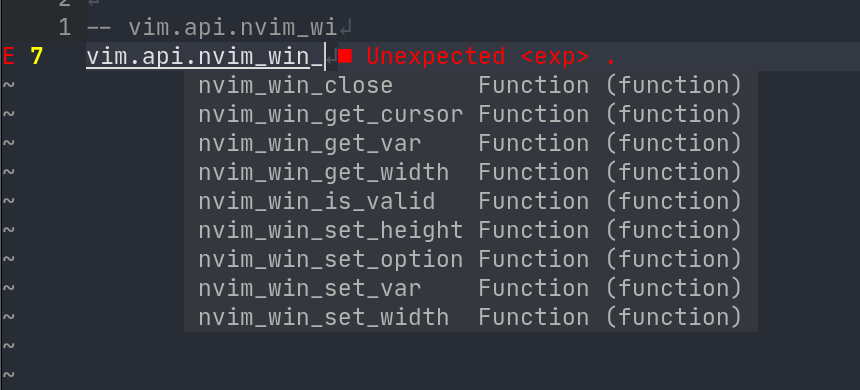 2 ↲
1 -- vim.api.nvim_wi↲
E 7 vim.api.nvim_win_↲■ Unexpected <exp> .
~ nvim_win_close Function (function)
~ nvim_win_get_cursor Function (function)
~ nvim_win_get_var Function (function)
~ nvim_win_get_width Function (function)
~ nvim_win_is_valid Function (function)
~ nvim_win_set_height Function (function)
~ nvim_win_set_option Function (function)
~ nvim_win_set_var Function (function)
~ nvim_win_set_width Function (function)
~
~